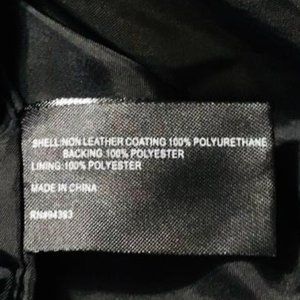 SHELL:NON LEATHER COATING 100% POLYURETHANE
BACKING:100% POLYESTER
LINING:100% POLYESTER
MADE IN CHINA
RN#94393